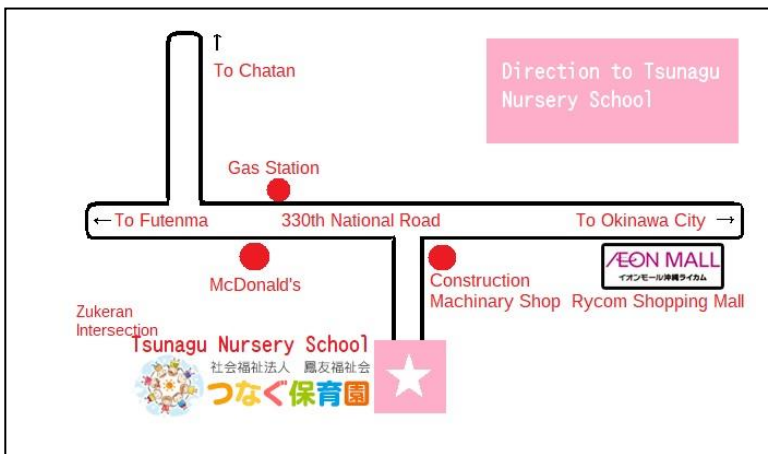 ↑
To Chatan
Direction to Tsunagu
Nursery School
Gas Station
←To Futenma
330th National Road
To Okinawa City →
McDonald's
Construction
Machinary Shop
ÆON MALL
イオンモール沖縄ライカム
Rycom Shopping Mall
Zukeran
Intersection
Tsunagu Nursery School
社会福祉法人 鳳友福祉会
つなぐ保育園